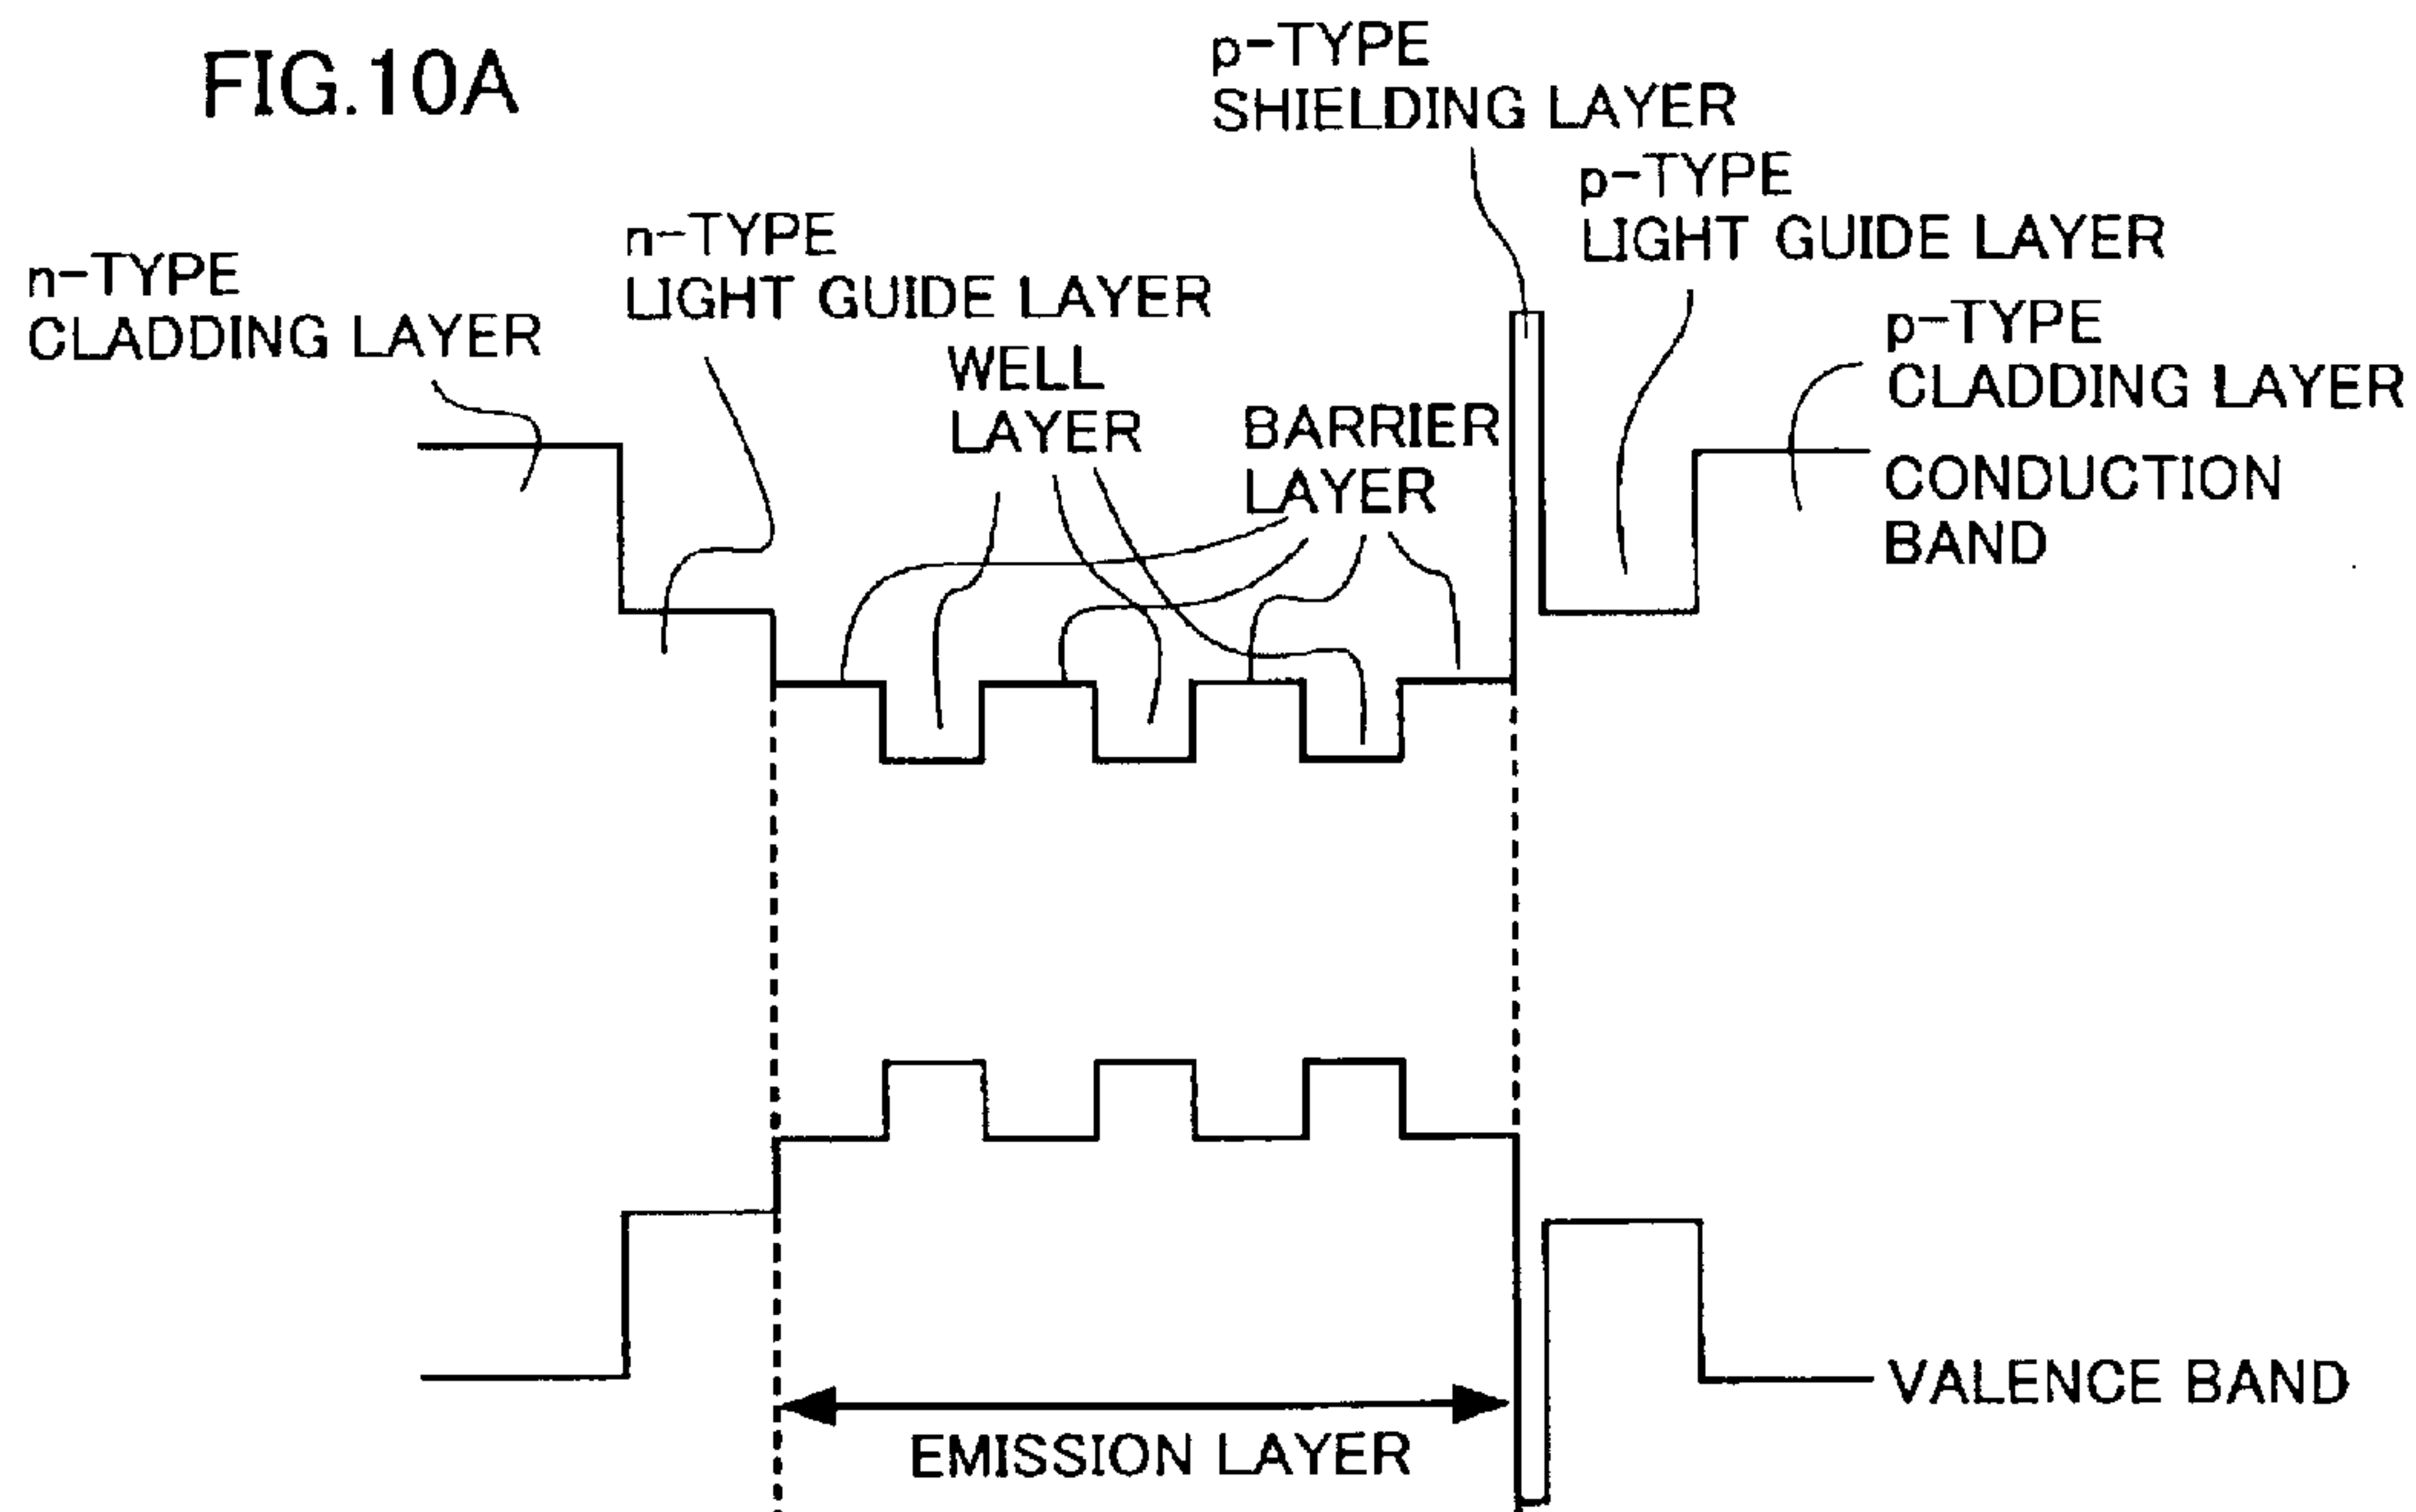 FIG.10A
p-TYPE
SHIELDING LAYER
p-TYPE
LIGHT GUIDE LAYER
n-TYPE
LIGHT GUIDE LAYER
n-TYPE
CLADDING LAYER
WELL
LAYER
BARRIER
LAYER
p-TYPE
CLADDING LAYER
CONDUCTION
BAND
VALENCE BAND
EMISSION LAYER